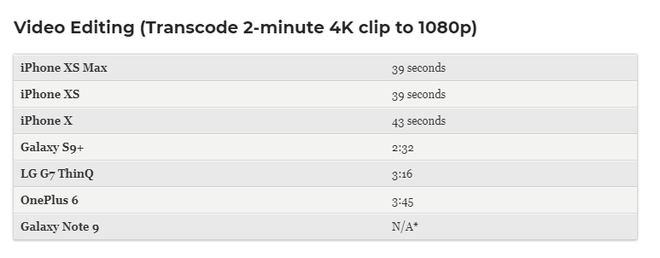 Video Editing (Transcode 2-minute 4K clip to 1080p)
iPhone XS Max 39 seconds
iPhone XS 39 seconds
iPhone X 43 seconds
Galaxy S9+ 2:32
LG G7 ThinQ 3:16
OnePlus 6 3:45
Galaxy Note 9 N/A*